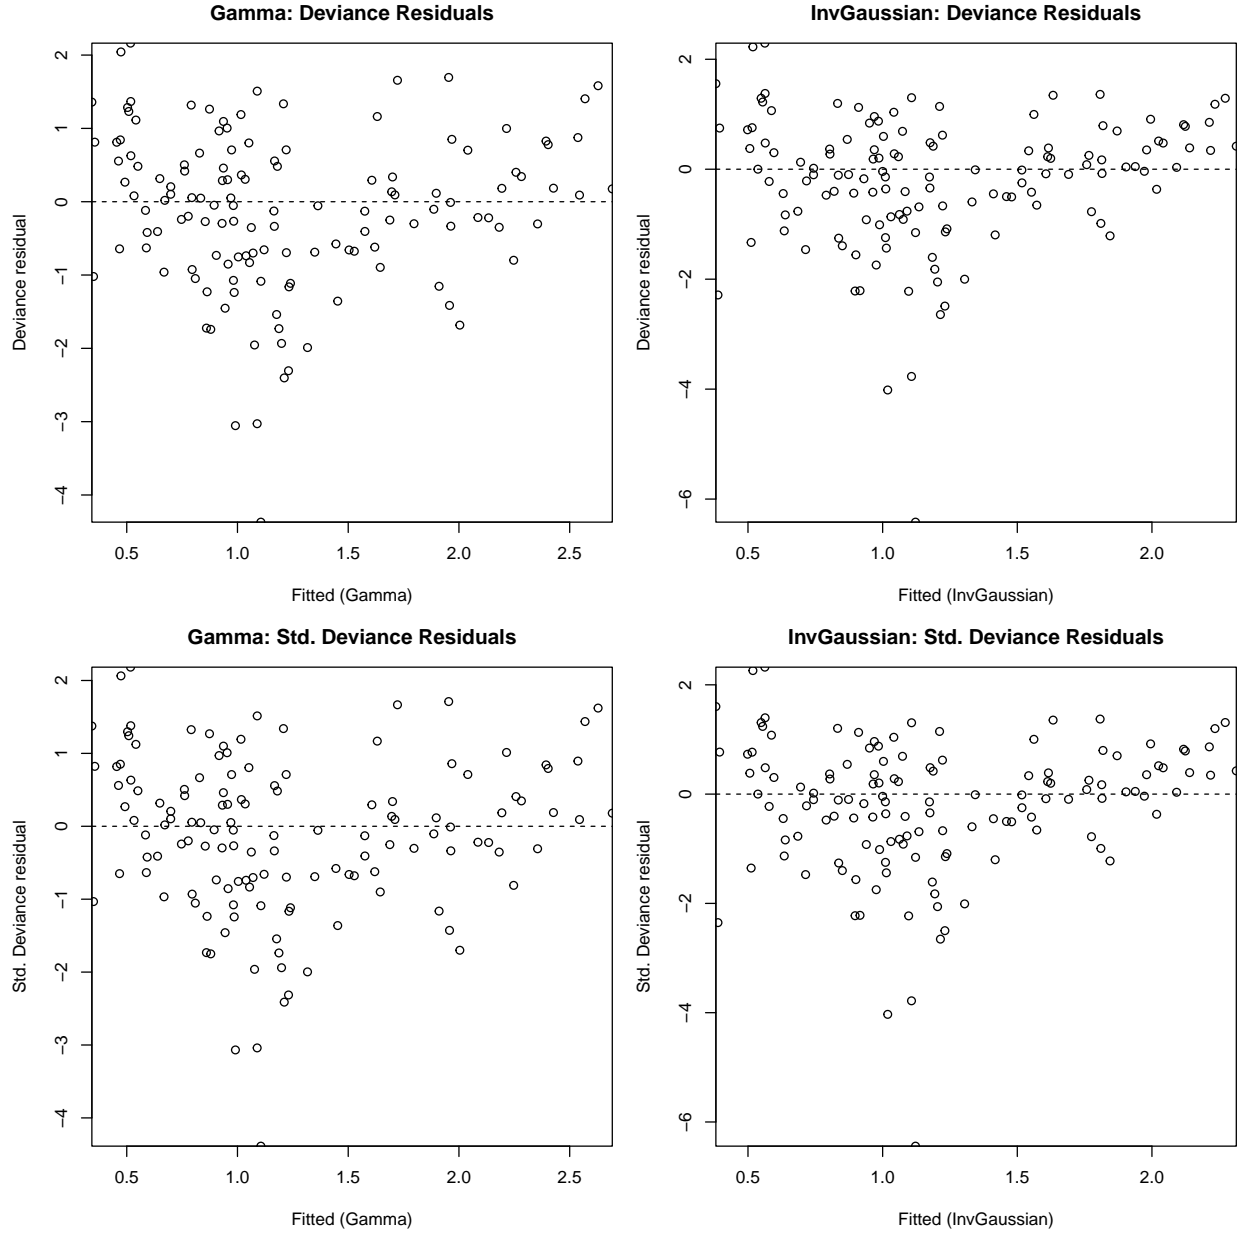 Gamma: Deviance Residuals
Deviance residual
2
1
0
−1
−2
−3
−4
0.5 1.0 1.5 2.0 2.5
Fitted (Gamma)
InvGaussian: Deviance Residuals
Deviance residual
2
0
−2
−4
−6
0.5 1.0 1.5 2.0
Fitted (InvGaussian)
Gamma: Std. Deviance Residuals
Std. Deviance residual
2
1
0
−1
−2
−3
−4
0.5 1.0 1.5 2.0 2.5
Fitted (Gamma)
InvGaussian: Std. Deviance Residuals
Std. Deviance residual
2
0
−2
−4
−6
0.5 1.0 1.5 2.0
Fitted (InvGaussian)